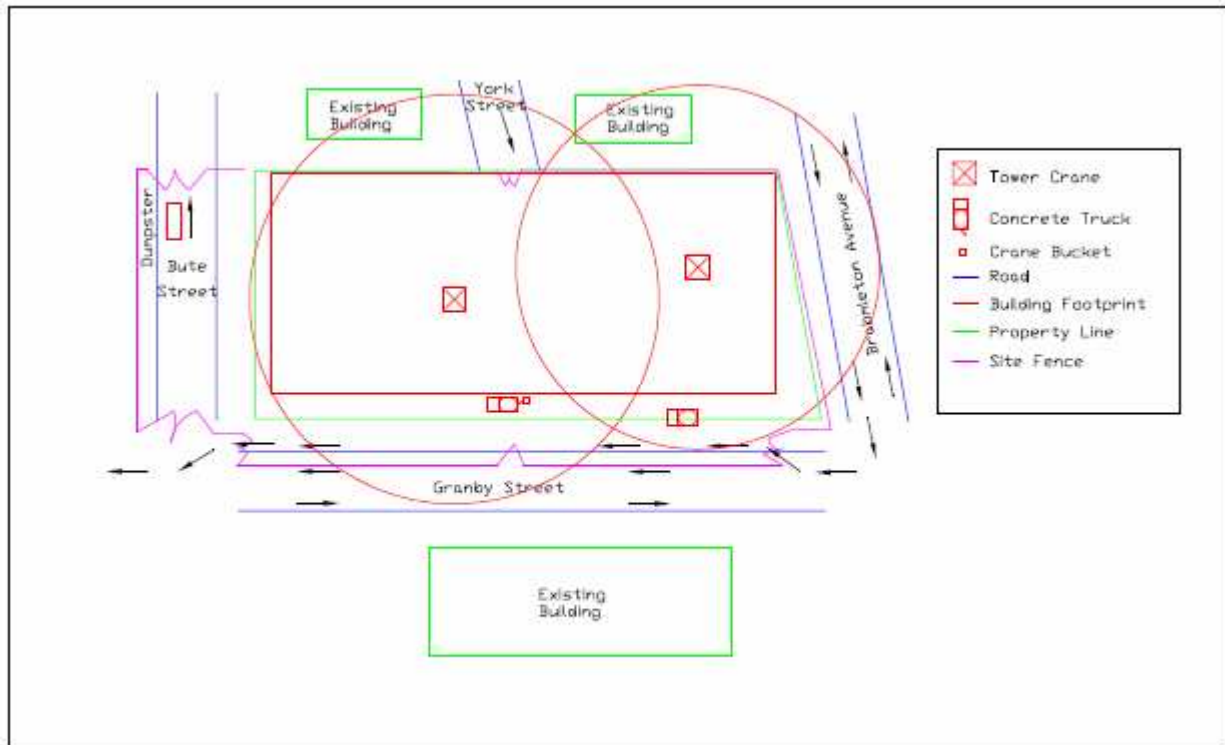 York
Street
Existing
Building
Existing
Building
Dumpster
Bute
Street
Brambleton Avenue
Granby Street
Existing
Building
Tower Crane
Concrete Truck
Crane Bucket
Road
Building Footprint
Property Line
Site Fence